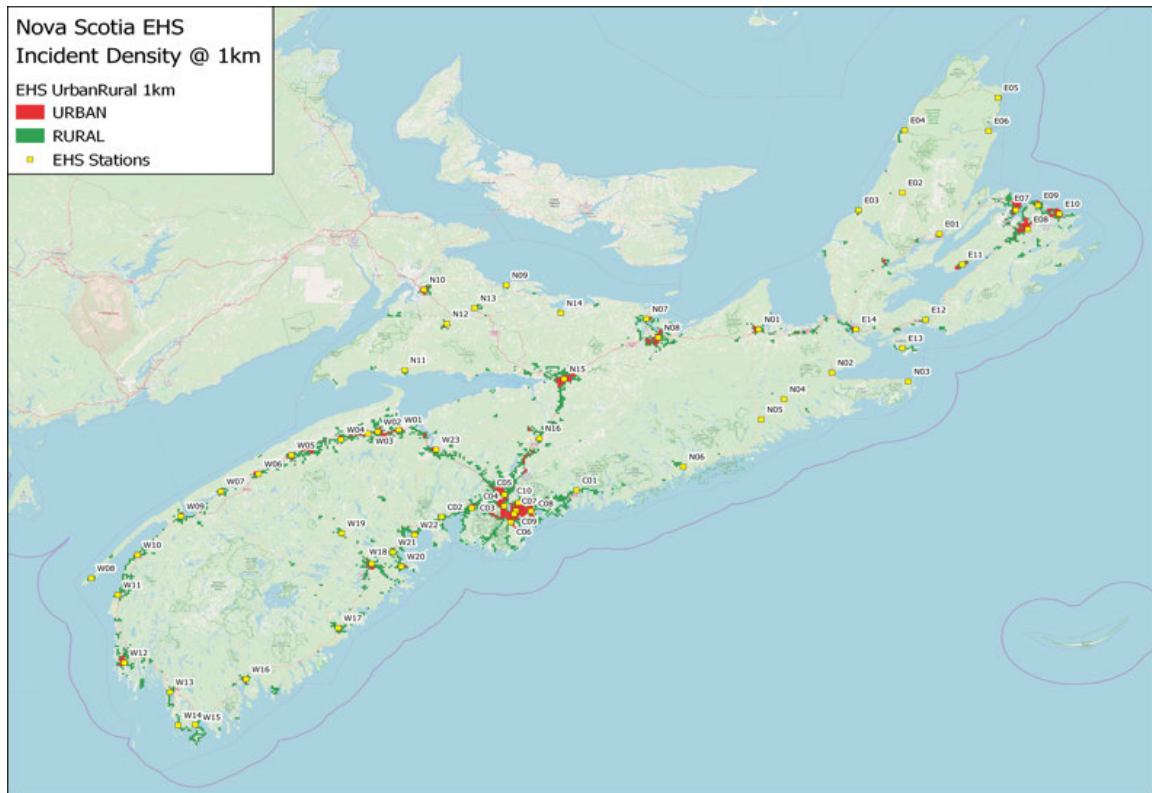 Nova Scotia EHS
Incident Density @ 1km
EHS UrbanRural 1km
URBAN
RURAL
EHS Stations
E05
E04
E06
E02
E03
E07
E09
E10
E08
E01
E11
N09
N10
N13
N14
N12
N07
N08
N01
E14
E12
E13
N11
N15
N02
N03
N04
N05
W04
W02
W01
W03
N16
W05
W23
N06
W06
W07
C05
C10
C01
C04
C07
C02
C03
C08
W09
C09
C06
W19
W22
W10
W21
W18
W20
W08
W11
W17
W12
W16
W13
W14
W15